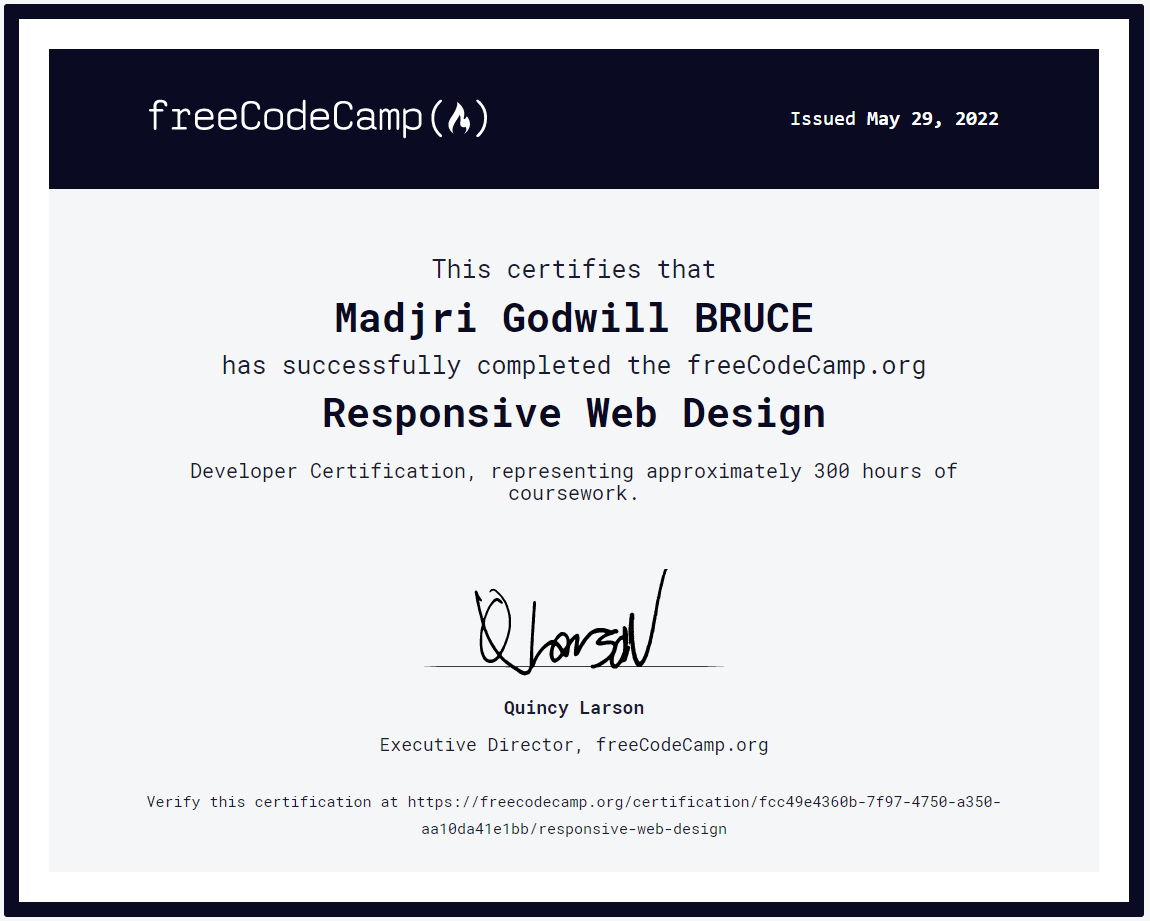 freeCodeCamp(🔥)
Issued May 29, 2022
This certifies that
Madjri Godwill BRUCE
has successfully completed the freeCodeCamp.org
Responsive Web Design
Developer Certification, representing approximately 300 hours of
coursework.
Q Larson
Quincy Larson
Executive Director, freeCodeCamp.org
Verify this certification at https://freecodecamp.org/certification/fcc49e4360b-7f97-4750-a350-
aa10da41e1bb/responsive-web-design